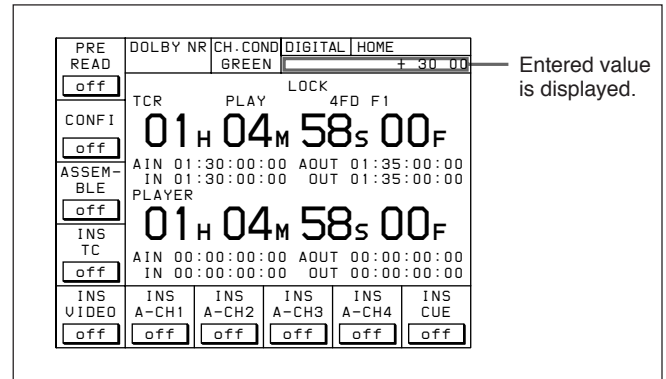 PRE READ
off
DOLBY NR CH.COND DIGITAL HOME
GREEN + 30 00
Entered value
is displayed.
LOCK
TCR PLAY 4FD F1
01H 04M 58S 00F
AIN 01:30:00:00 AOUT 01:35:00:00
IN 01:30:00:00 OUT 01:35:00:00
PLAYER
01H 04M 58S 00F
AIN 00:00:00:00 AOUT 00:00:00:00
IN 00:00:00:00 OUT 00:00:00:00
CONFI
off
ASSEM-
BLE
off
INS
TC
off
INS
VIDEO
off
INS
A-CH1
off
INS
A-CH2
off
INS
A-CH3
off
INS
A-CH4
off
INS
CUE
off